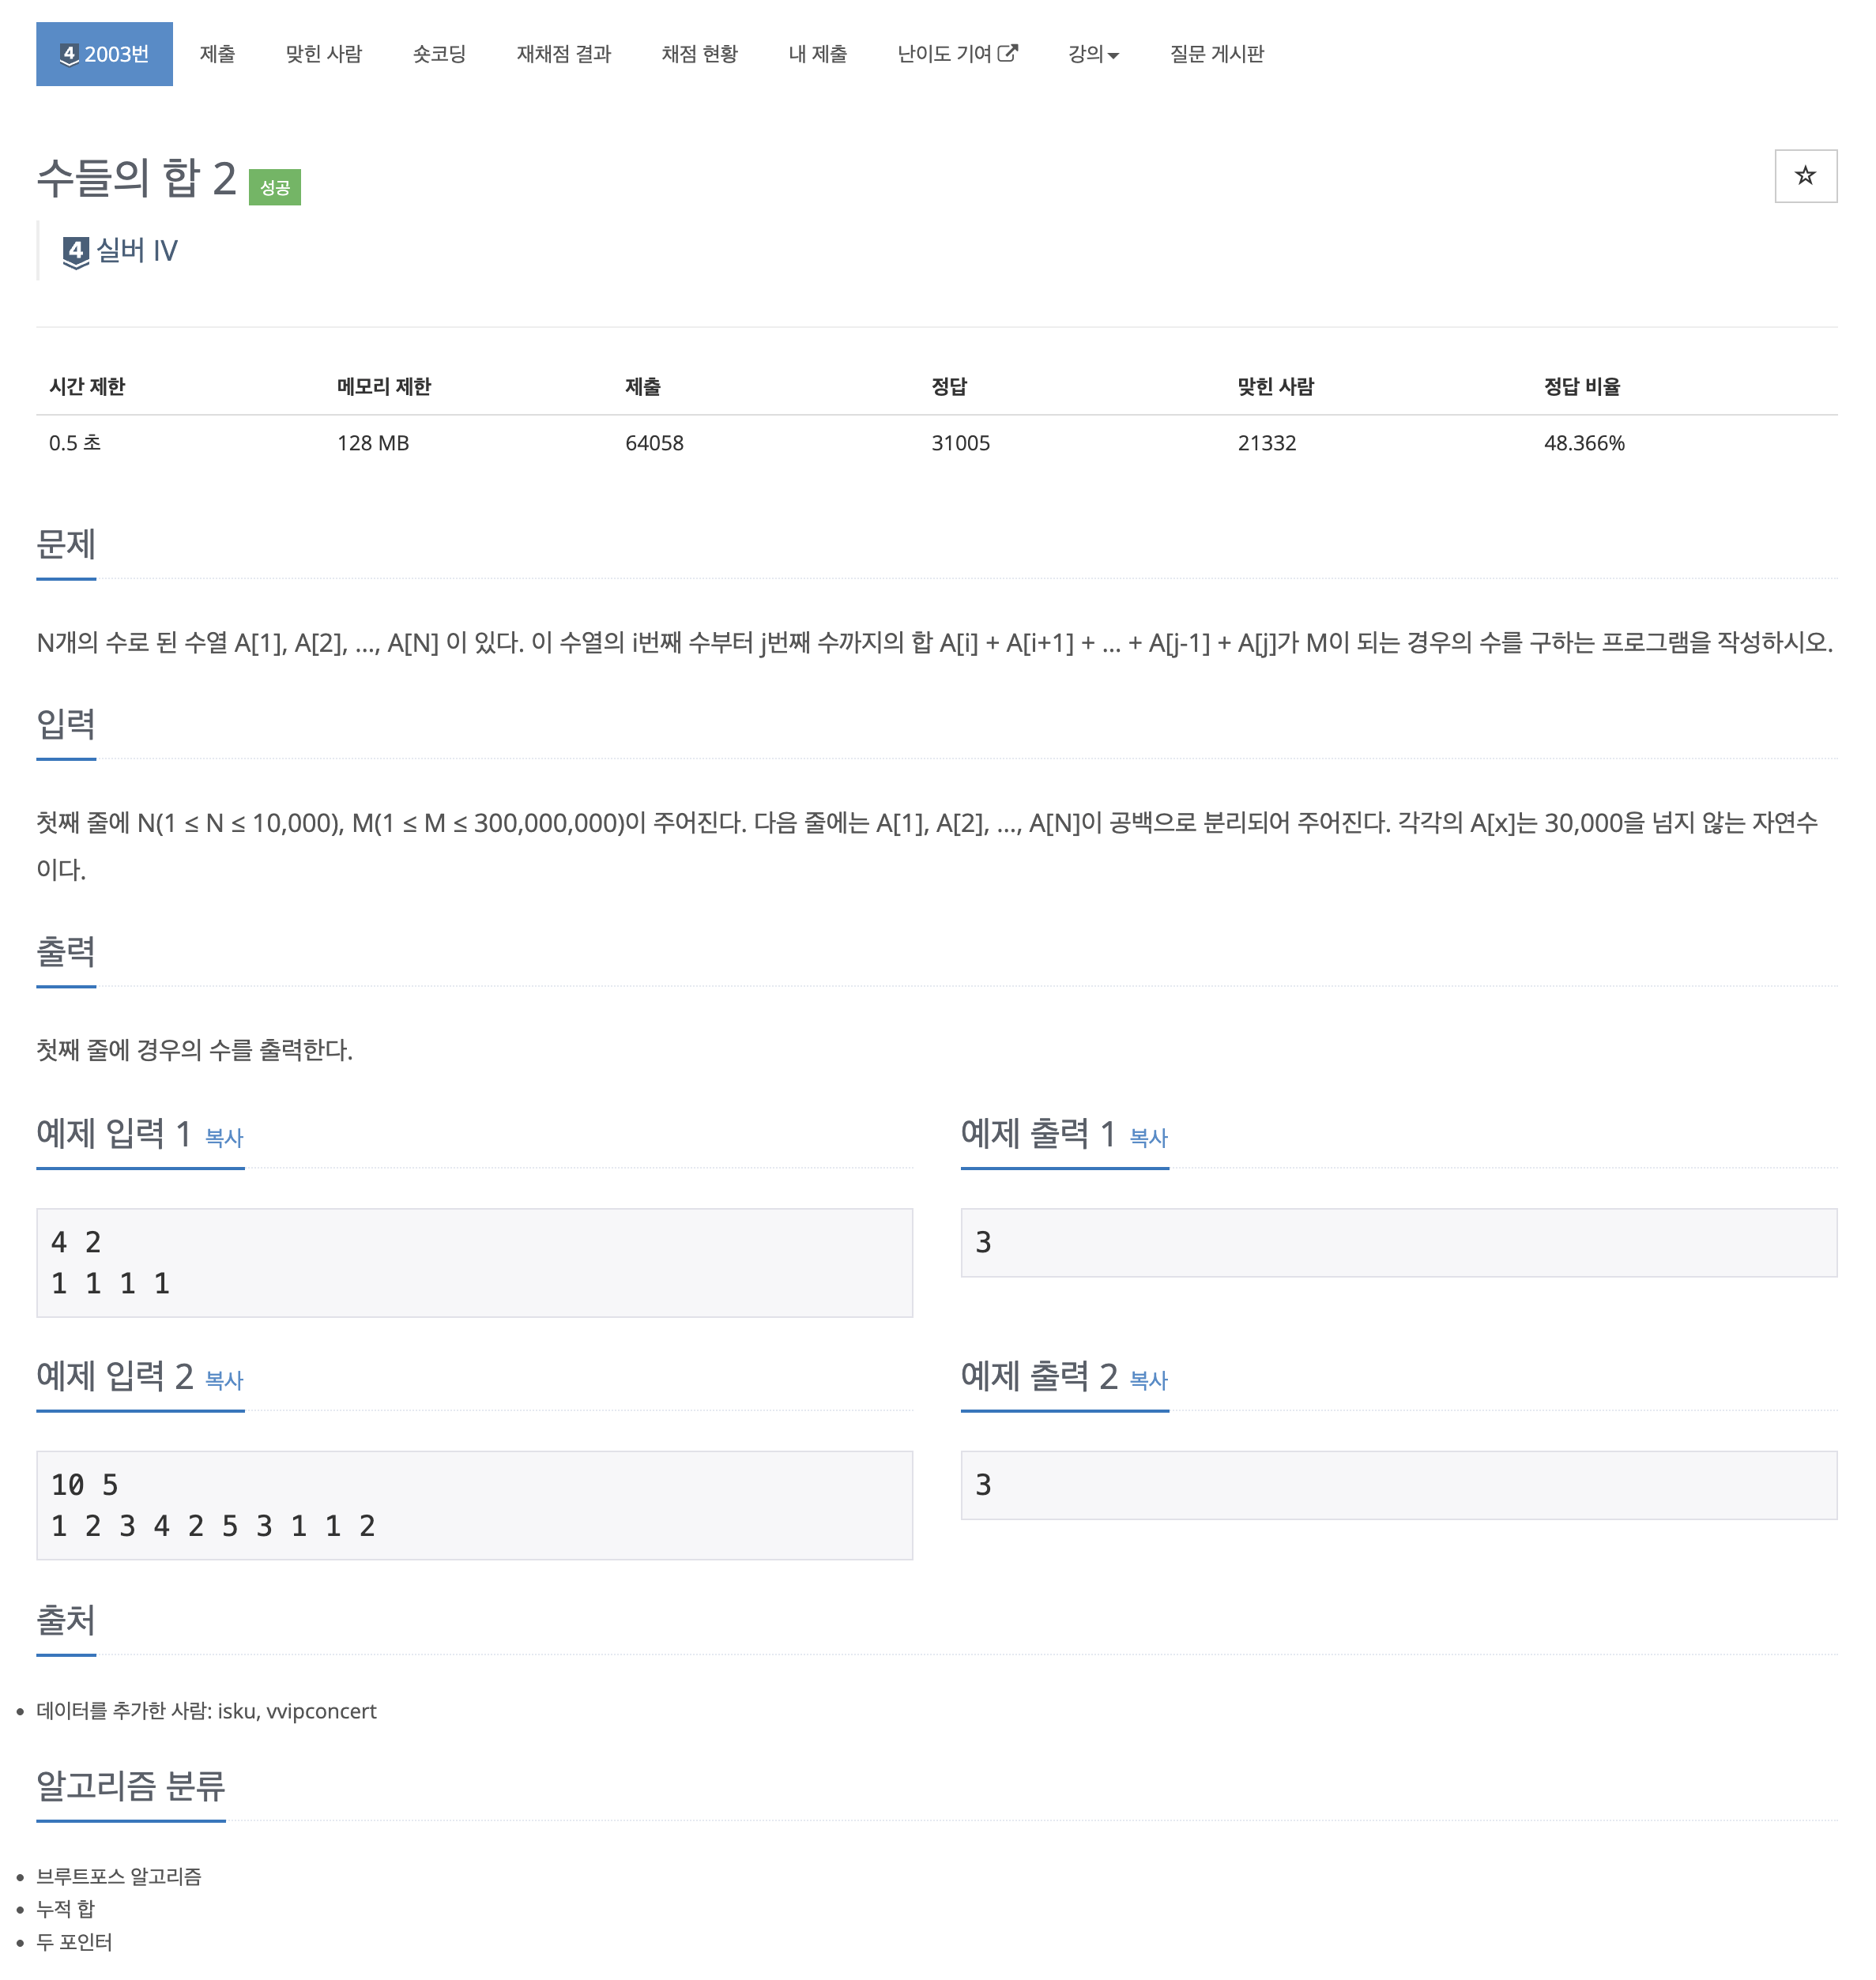 4 2003번 제출 맞힌 사람 숏코딩 재채점 결과 채점 현황 내 제출 난이도 기여 강의 질문 게시판
수들의 합 2 성공
4 실버 IV
시간 제한 메모리 제한 제출 정답 맞힌 사람 정답 비율
0.5 초 128 MB 64058 31005 21332 48.366%
문제
N개의 수로 된 수열 A[1], A[2], …, A[N] 이 있다. 이 수열의 i번째 수부터 j번째 수까지의 합 A[i] + A[i+1] + … + A[j-1] + A[j]가 M이 되는 경우의 수를 구하는 프로그램을 작성하시오.
입력
첫째 줄에 N(1 ≤ N ≤ 10,000), M(1 ≤ M ≤ 300,000,000)이 주어진다. 다음 줄에는 A[1], A[2], …, A[N]이 공백으로 분리되어 주어진다. 각각의 A[x]는 30,000을 넘지 않는 자연수
이다.
출력
첫째 줄에 경우의 수를 출력한다.
예제 입력 1 복사
4 2
1 1 1 1
예제 출력 1 복사
3
예제 입력 2 복사
10 5
1 2 3 4 2 5 3 1 1 2
예제 출력 2 복사
3
출처
데이터를 추가한 사람: isku, vvipconcert
알고리즘 분류
브루트포스 알고리즘
누적 합
두 포인터